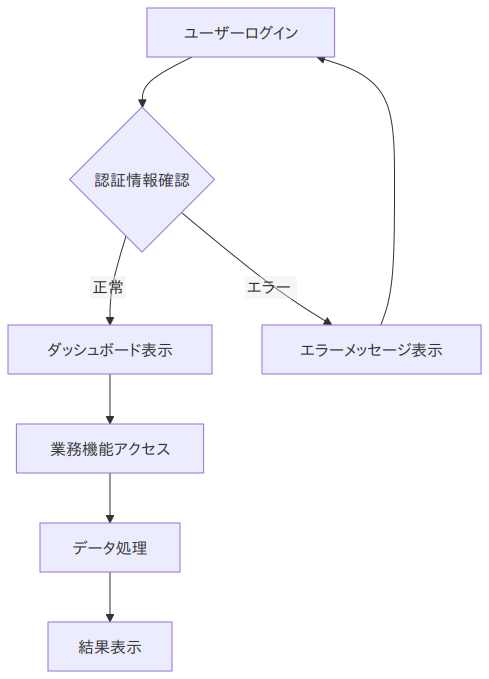 ユーザーログイン
認証情報確認
正常
エラー
ダッシュボード表示
エラーメッセージ表示
業務機能アクセス
データ処理
結果表示